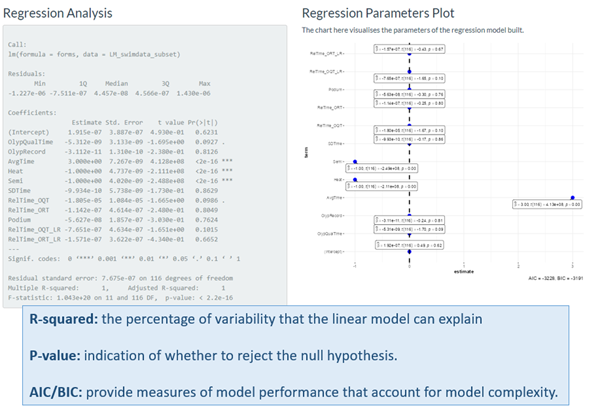 Regression Analysis
Call:
lm(formula = forms, data = LM_swimdata_subset)
Residuals:
Min 1Q Median 3Q Max
-1.227e-06 -7.511e-07 4.457e-08 4.566e-07 1.430e-06
Coefficients:
Estimate Std. Error t value Pr(>|t|)
(Intercept) 1.915e-07 3.887e-07 4.930e-01 0.6231
OlypQualTime -5.312e-09 3.133e-09 -1.695e+00 0.0927 .
OlypRecord -3.112e-11 1.310e-10 -2.380e-01 0.8126
AvgTime 3.000e+00 7.267e-09 4.128e+08 <2e-16 ***
Heat -1.000e+00 4.737e-09 -2.111e+08 <2e-16 ***
Semi -1.000e+00 4.020e-09 -2.488e+08 <2e-16 ***
SDTime -9.934e-10 5.738e-09 -1.730e-01 0.8629
RelTime_OQT -1.805e-05 1.084e-05 -1.665e+00 0.0986 .
RelTime_ORT -1.142e-07 4.614e-07 -2.480e-01 0.8049
Podium -5.627e-08 1.857e-07 -3.030e-01 0.7624
RelTime_OQT_LR -7.651e-07 4.634e-07 -1.651e+00 0.1015
RelTime_ORT_LR -1.571e-07 3.622e-07 -4.340e-01 0.6652
---
Signif. codes: 0 '***' 0.001 '**' 0.01 '*' 0.05 '.' 0.1 ' ' 1
Residual standard error: 7.675e-07 on 116 degrees of freedom
Multiple R-squared: 1, Adjusted R-squared: 1
F-statistic: 1.043e+20 on 11 and 116 DF, p-value: < 2.2e-16
Regression Parameters Plot
The chart here visualises the parameters of the regression model built.
RelTime_ORT_LR
RelTime_OQT_LR
Podium
RelTime_ORT
RelTime_OQT
SDTime
Semi
Heat
AvgTime
OlypRecord
OlypQualTime
(Intercept)
term
estimate
AIC = -3228, BIC = -3191
R-squared: the percentage of variability that the linear model can explain
P-value: indication of whether to reject the null hypothesis.
AIC/BIC: provide measures of model performance that account for model complexity.